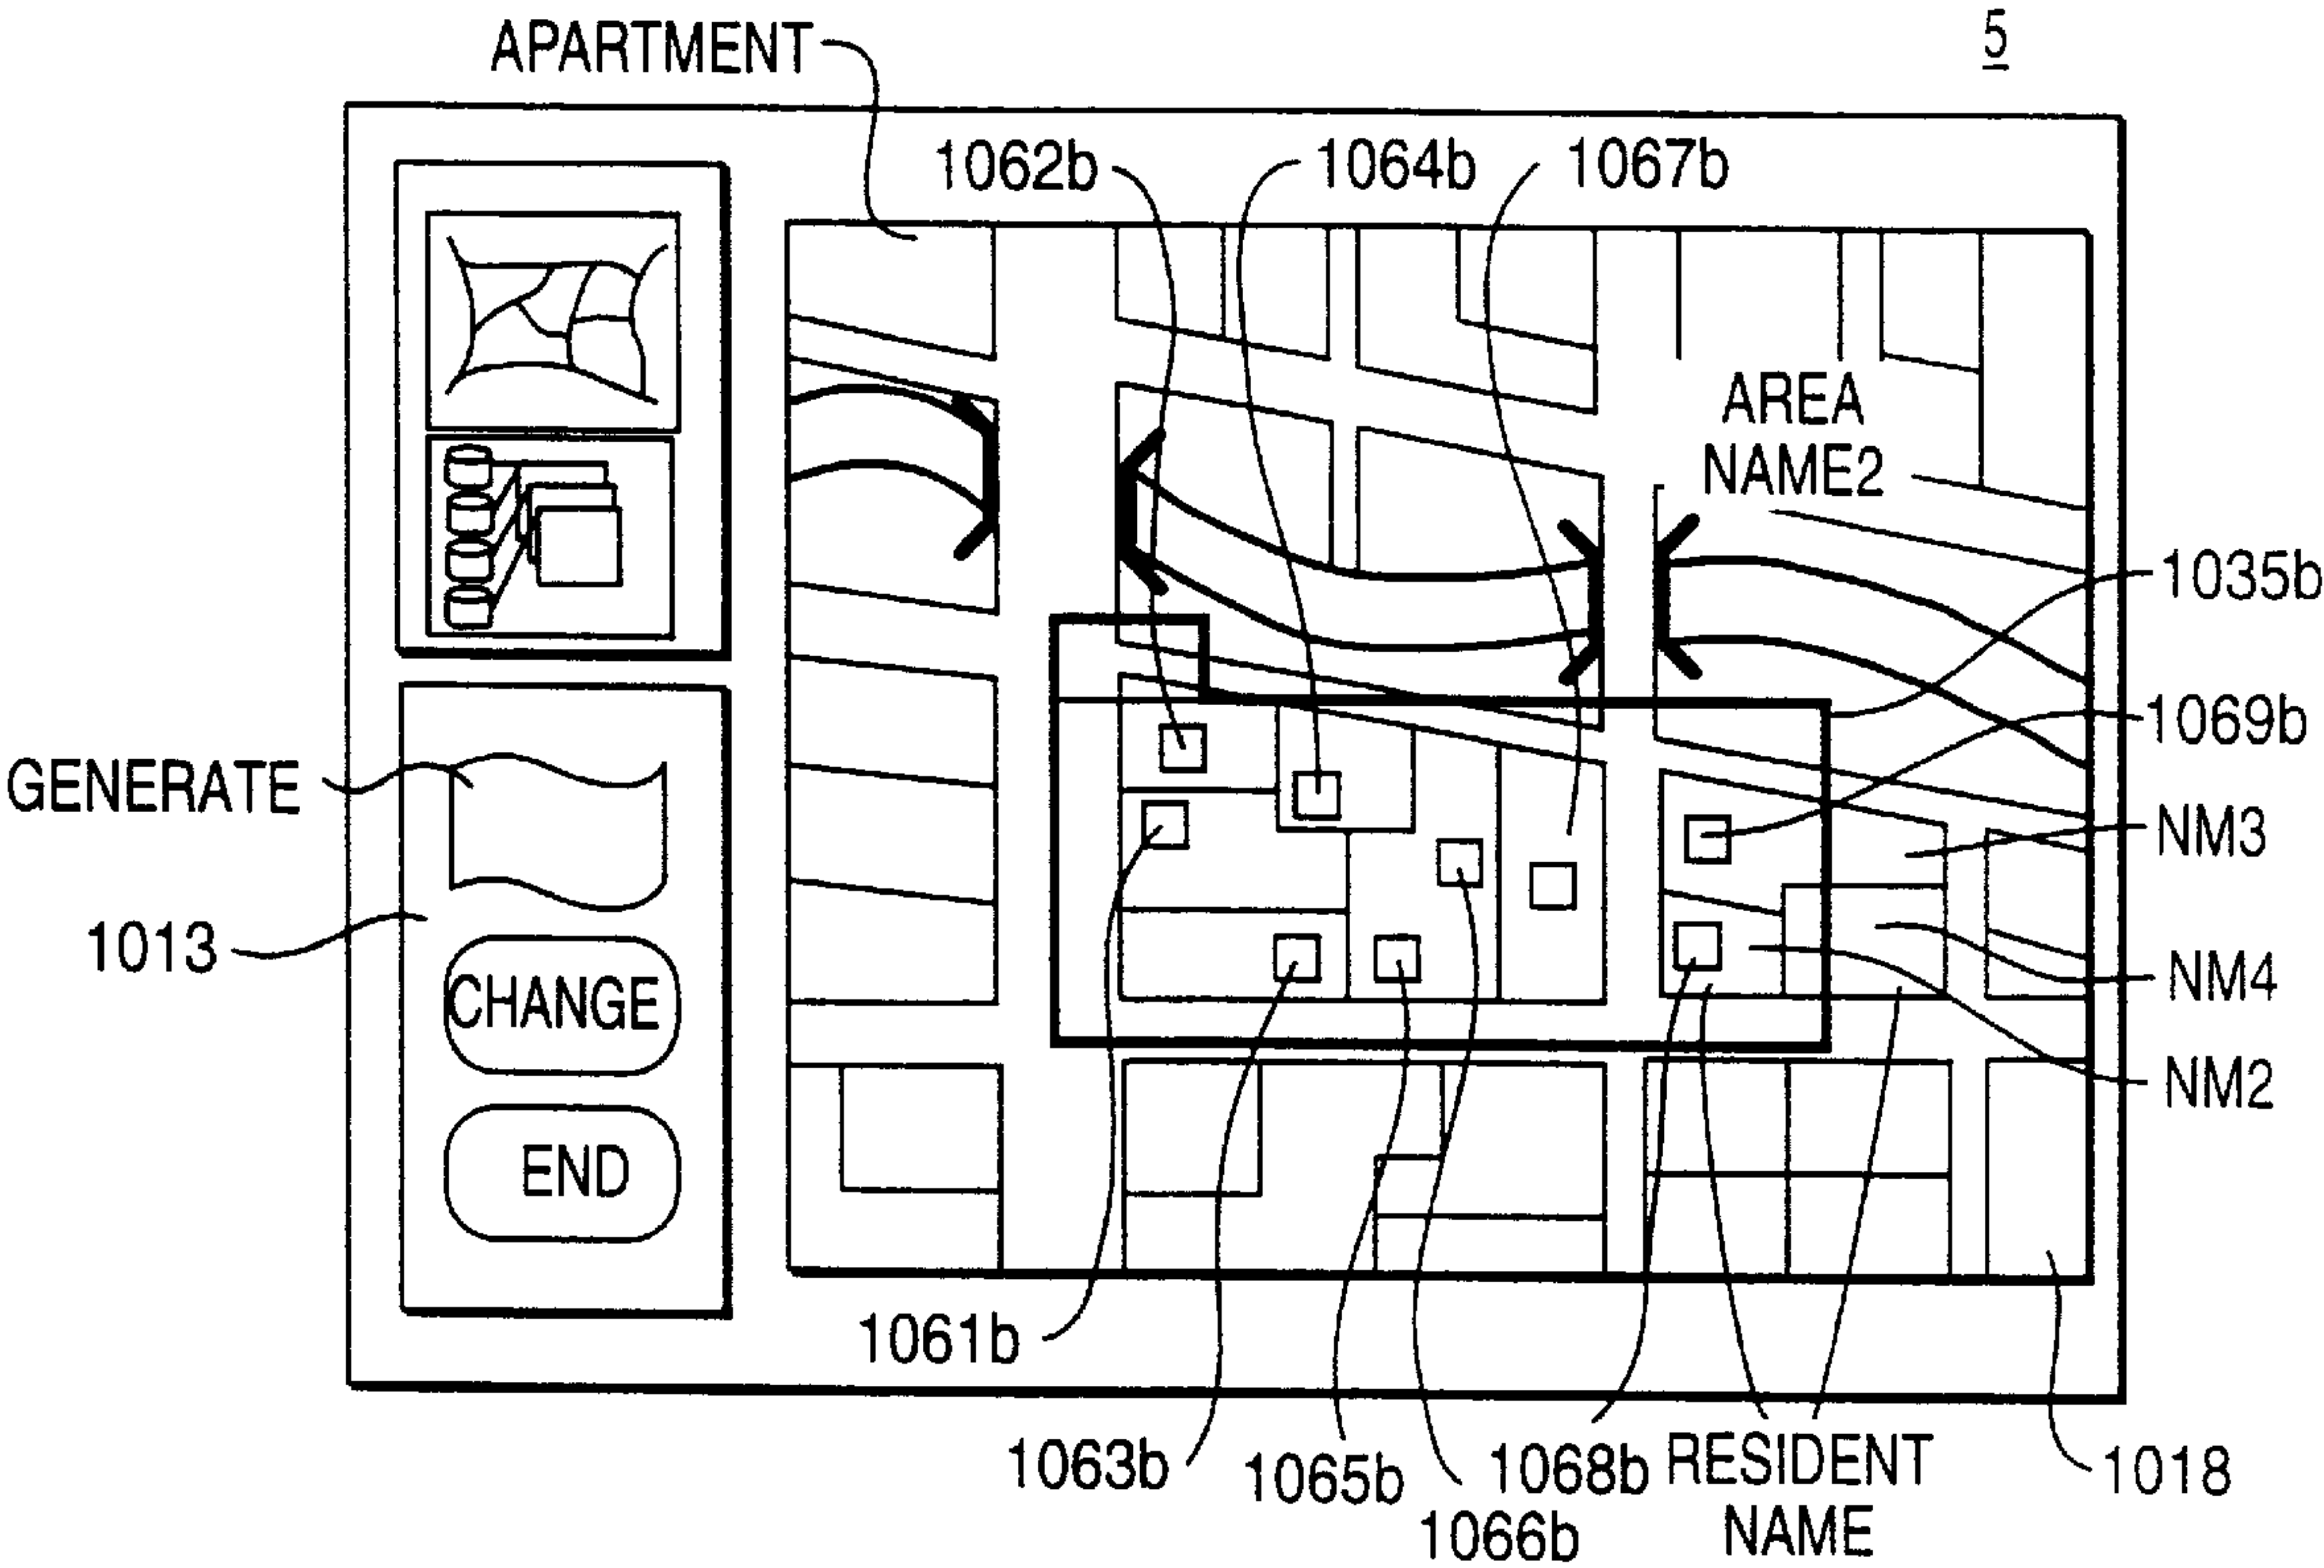 5
APARTMENT
1062b
1064b
1067b
AREA
NAME2
1035b
1069b
GENERATE
NM3
1013
NM4
CHANGE
NM2
END
1061b
1063b
1065b
1068b
RESIDENT
NAME
1018
1066b